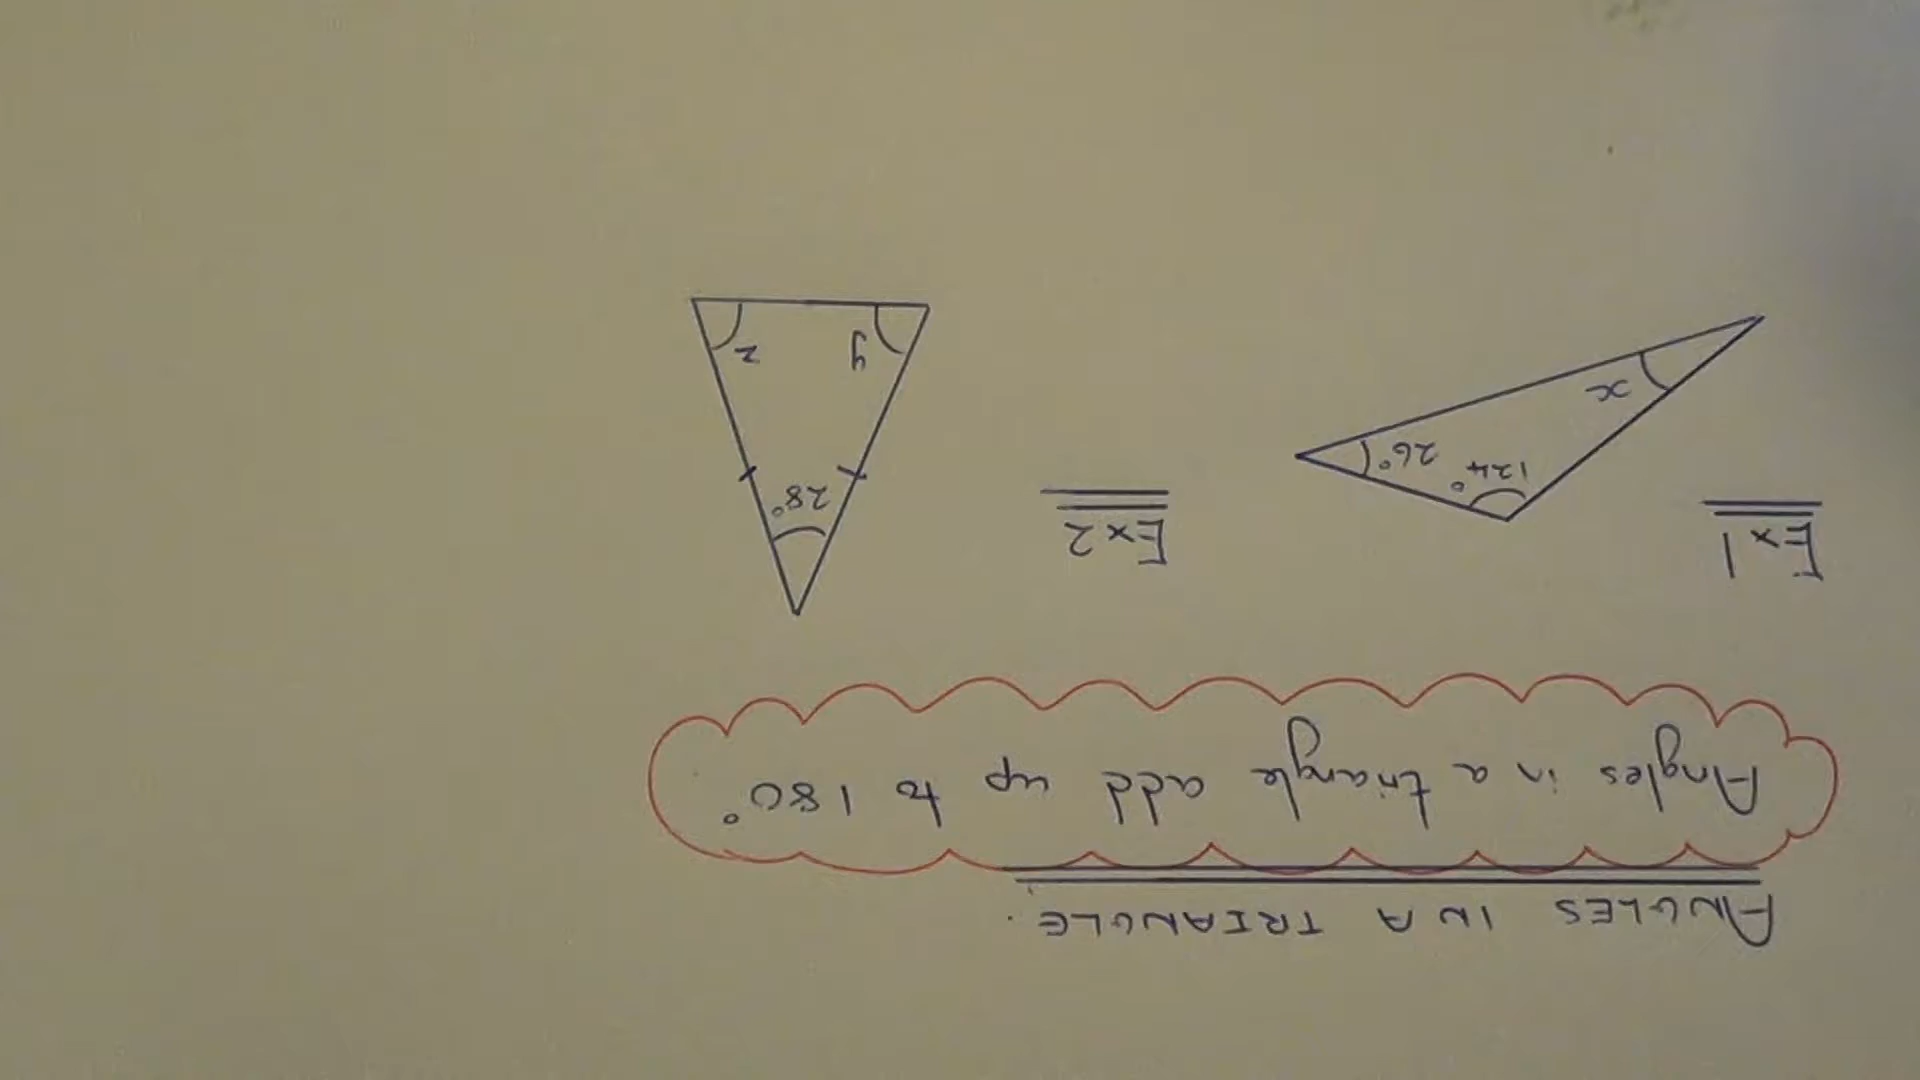 ANGLES IN A TRIANGLE.
Angles in a triangle add up to 180°
Ex 1
124°
26°
x
Ex 2
28°
y
z